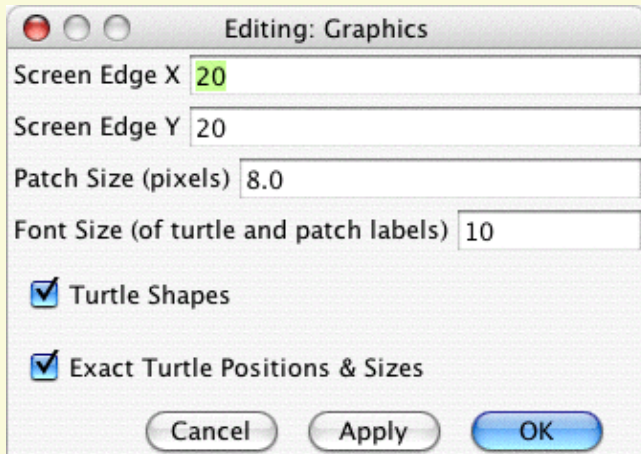 Editing: Graphics
Screen Edge X 20
Screen Edge Y 20
Patch Size (pixels) 8.0
Font Size (of turtle and patch labels) 10
Turtle Shapes
Exact Turtle Positions & Sizes
Cancel Apply OK